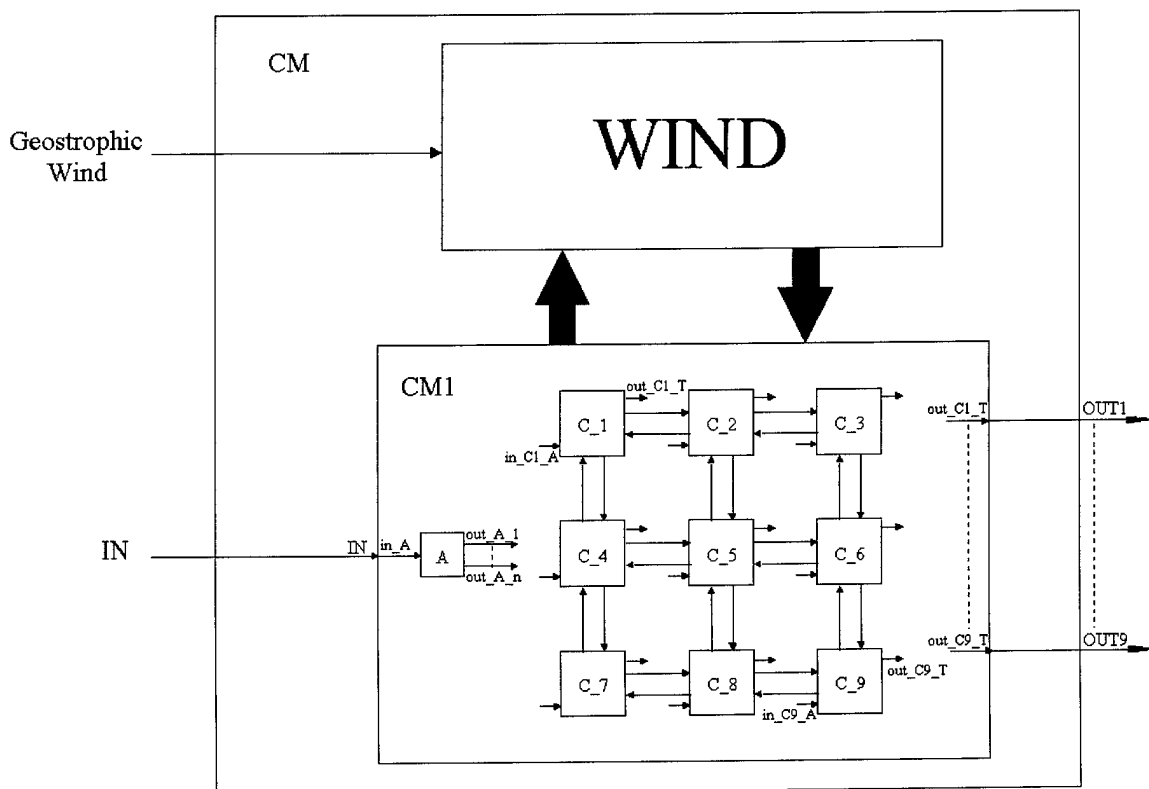 CM
WIND
Geostrophic
Wind
CM1
out_C1_T
C_1
C_2
C_3
in_C1_A
out_C1_T
OUT1
IN
IN
in_A
A
out_A_1
out_A_n
C_4
C_5
C_6
C_7
C_8
C_9
out_C9_T
in_C9_A
out_C9_T
OUT9